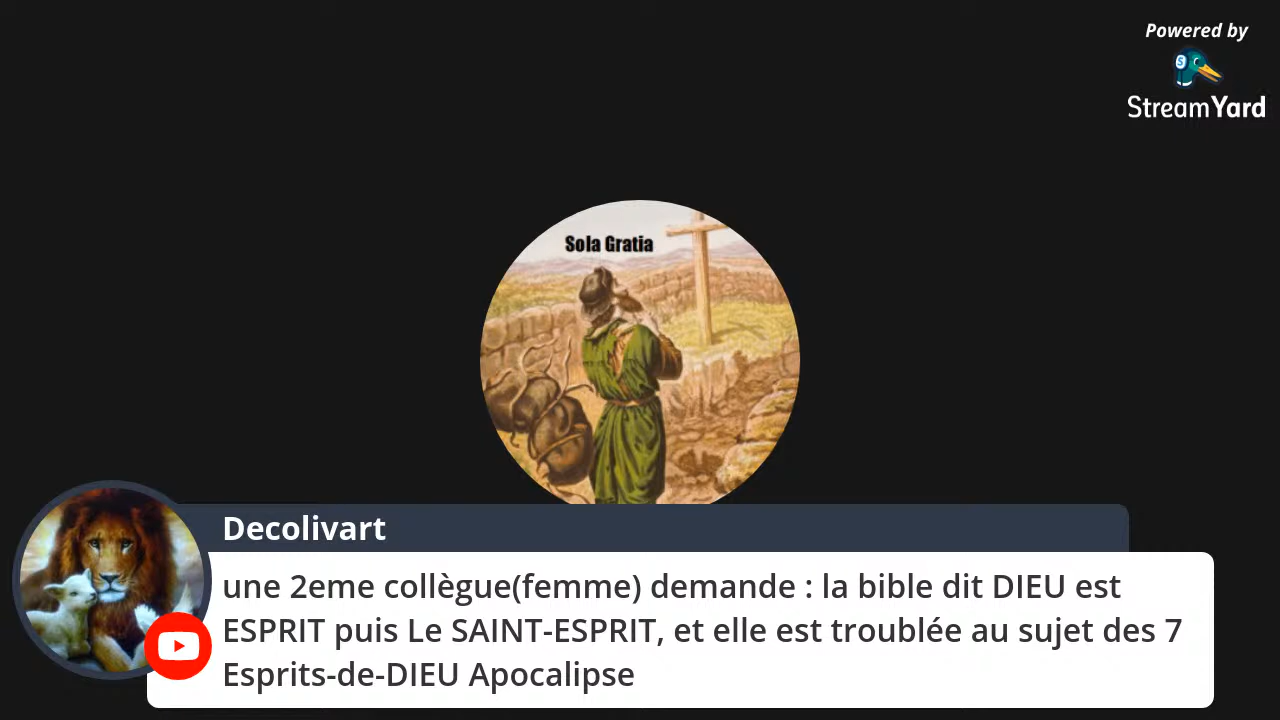 Powered by
StreamYard
Sola Gratia
Decolivart
une 2eme collègue(femme) demande : la bible dit DIEU est
ESPRIT puis Le SAINT-ESPRIT, et elle est troublée au sujet des 7
Esprits-de-DIEU Apocalipse